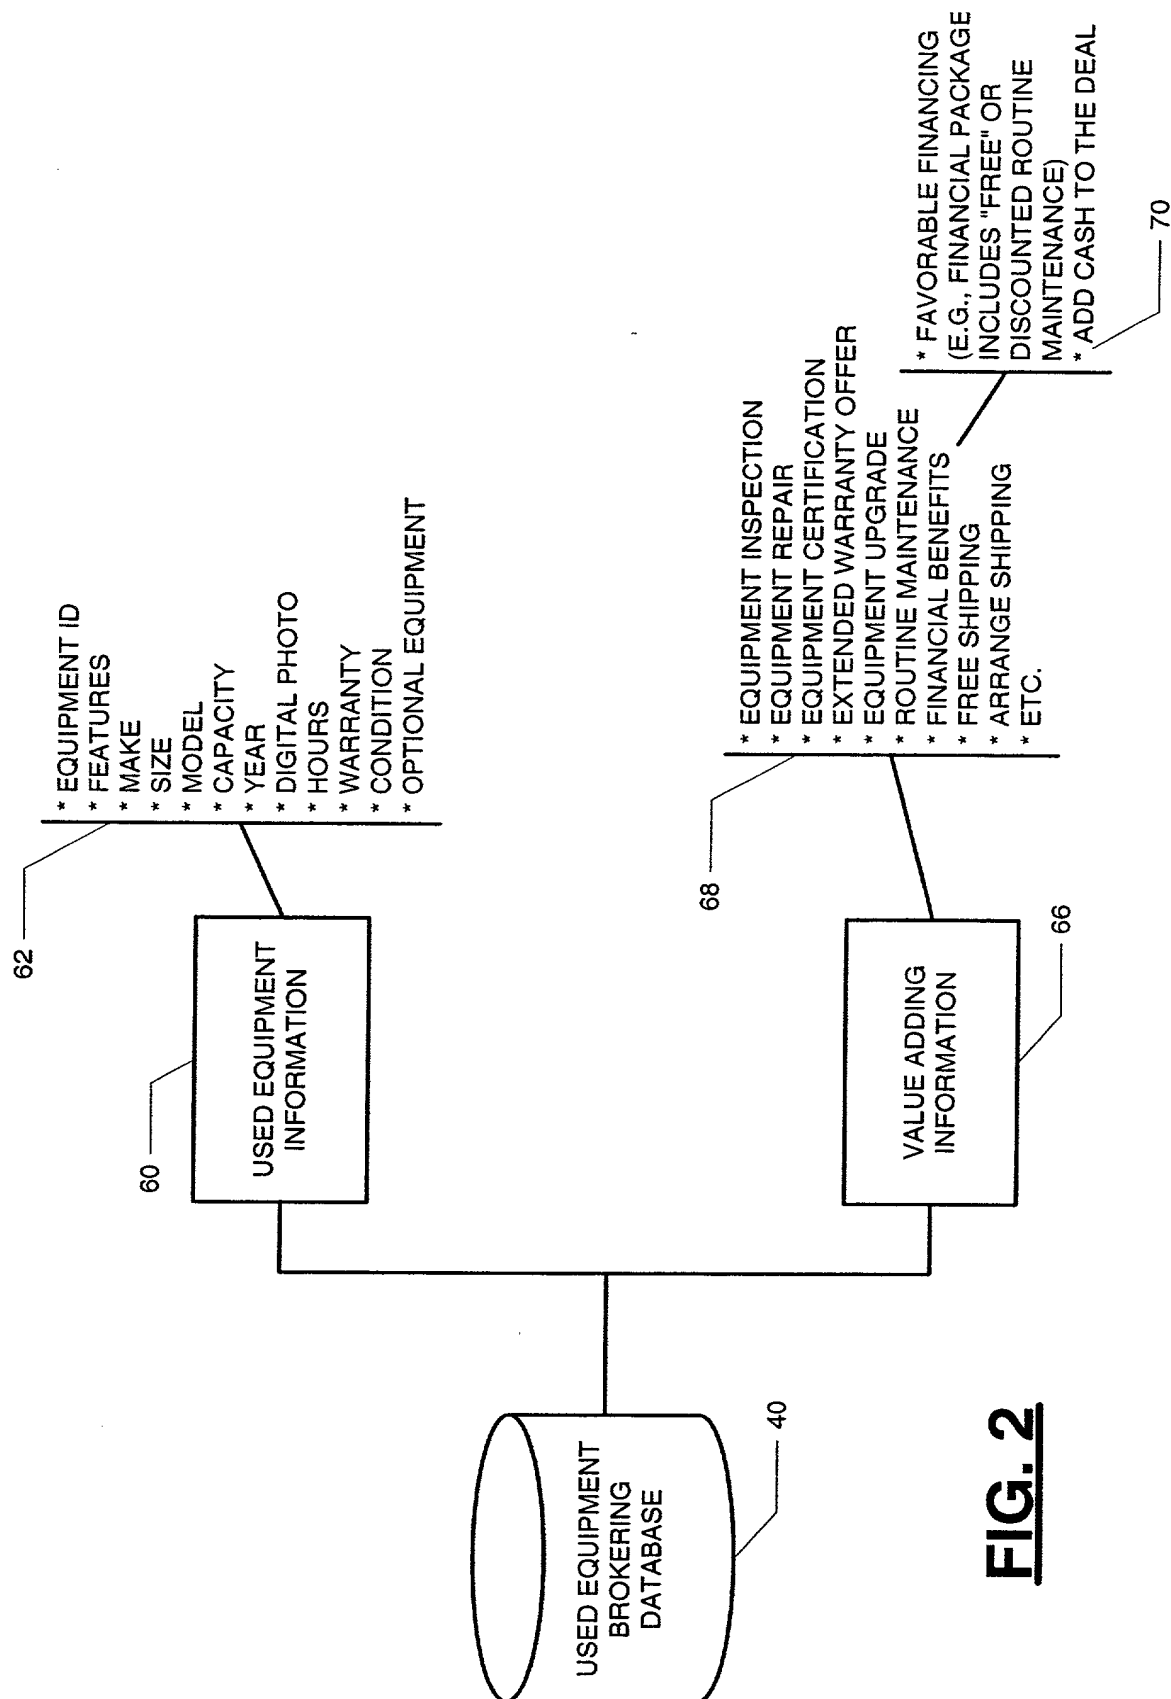 62
* EQUIPMENT ID
* FEATURES
* MAKE
* SIZE
* MODEL
* CAPACITY
* YEAR
* DIGITAL PHOTO
* HOURS
* WARRANTY
* CONDITION
* OPTIONAL EQUIPMENT
60
USED EQUIPMENT
INFORMATION
USED EQUIPMENT
BROKERING
DATABASE
40
68
* EQUIPMENT INSPECTION
* EQUIPMENT REPAIR
* EQUIPMENT CERTIFICATION
* EXTENDED WARRANTY OFFER
* EQUIPMENT UPGRADE
* ROUTINE MAINTENANCE
* FINANCIAL BENEFITS
* FREE SHIPPING
* ARRANGE SHIPPING
* ETC.
VALUE ADDING
INFORMATION
66
* FAVORABLE FINANCING
(E.G., FINANCIAL PACKAGE
INCLUDES "FREE" OR
DISCOUNTED ROUTINE
MAINTENANCE)
* ADD CASH TO THE DEAL
70
FIG. 2